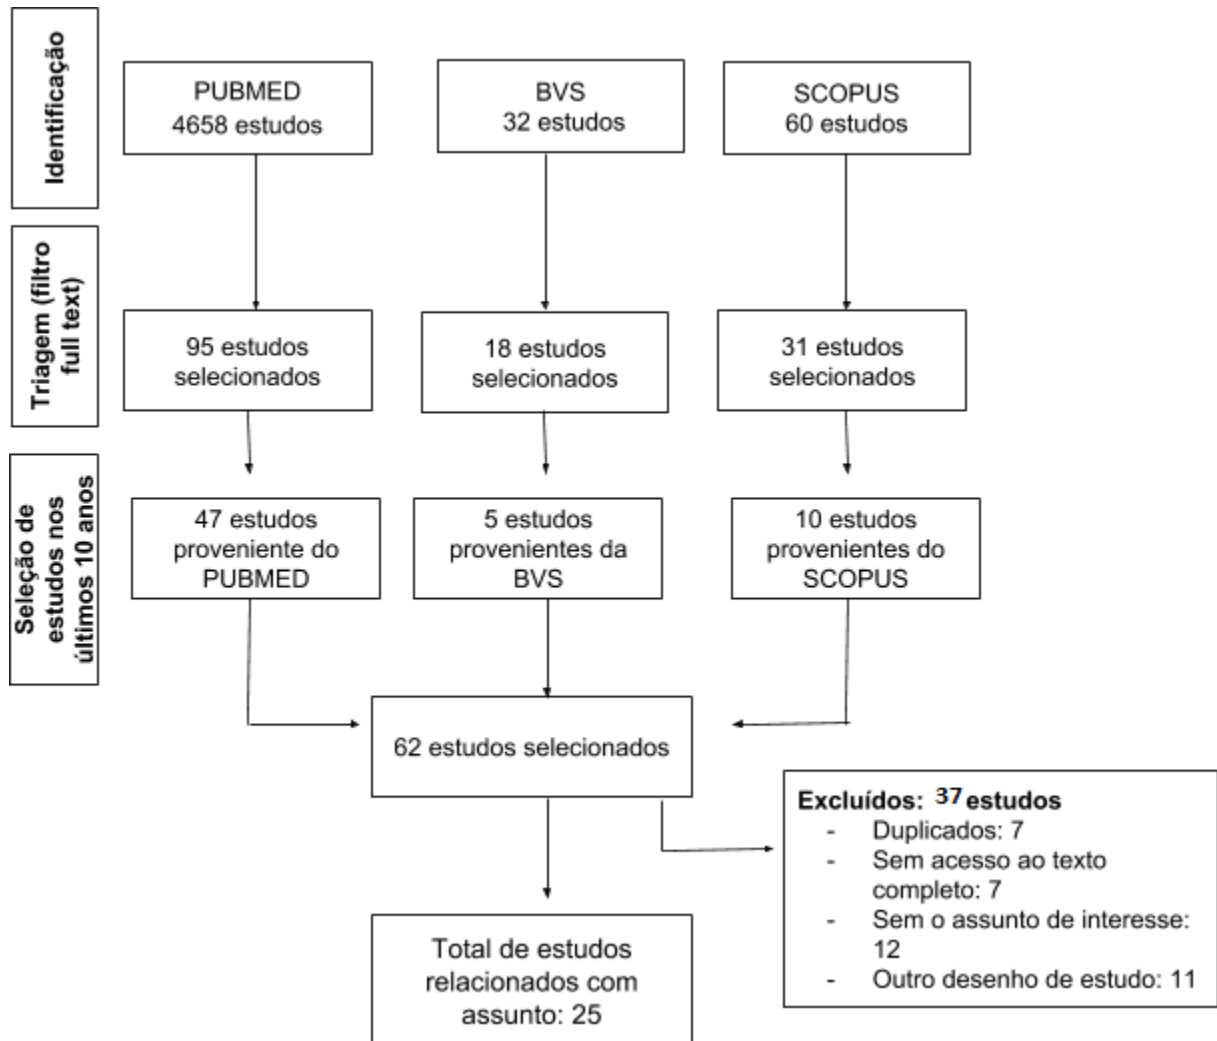 Identificação
PUBMED
4658 estudos
BVS
32 estudos
SCOPUS
60 estudos
Triagem (filtro
full text)
95 estudos
selecionados
18 estudos
selecionados
31 estudos
selecionados
Seleção de
estudos nos
últimos 10 anos
47 estudos
proveniente do
PUBMED
5 estudos
provenientes da
BVS
10 estudos
provenientes do
SCOPUS
62 estudos selecionados
Excluídos: 37 estudos
- Duplicados: 7
- Sem acesso ao texto
completo: 7
- Sem o assunto de interesse:
12
- Outro desenho de estudo: 11
Total de estudos
relacionados com
assunto: 25